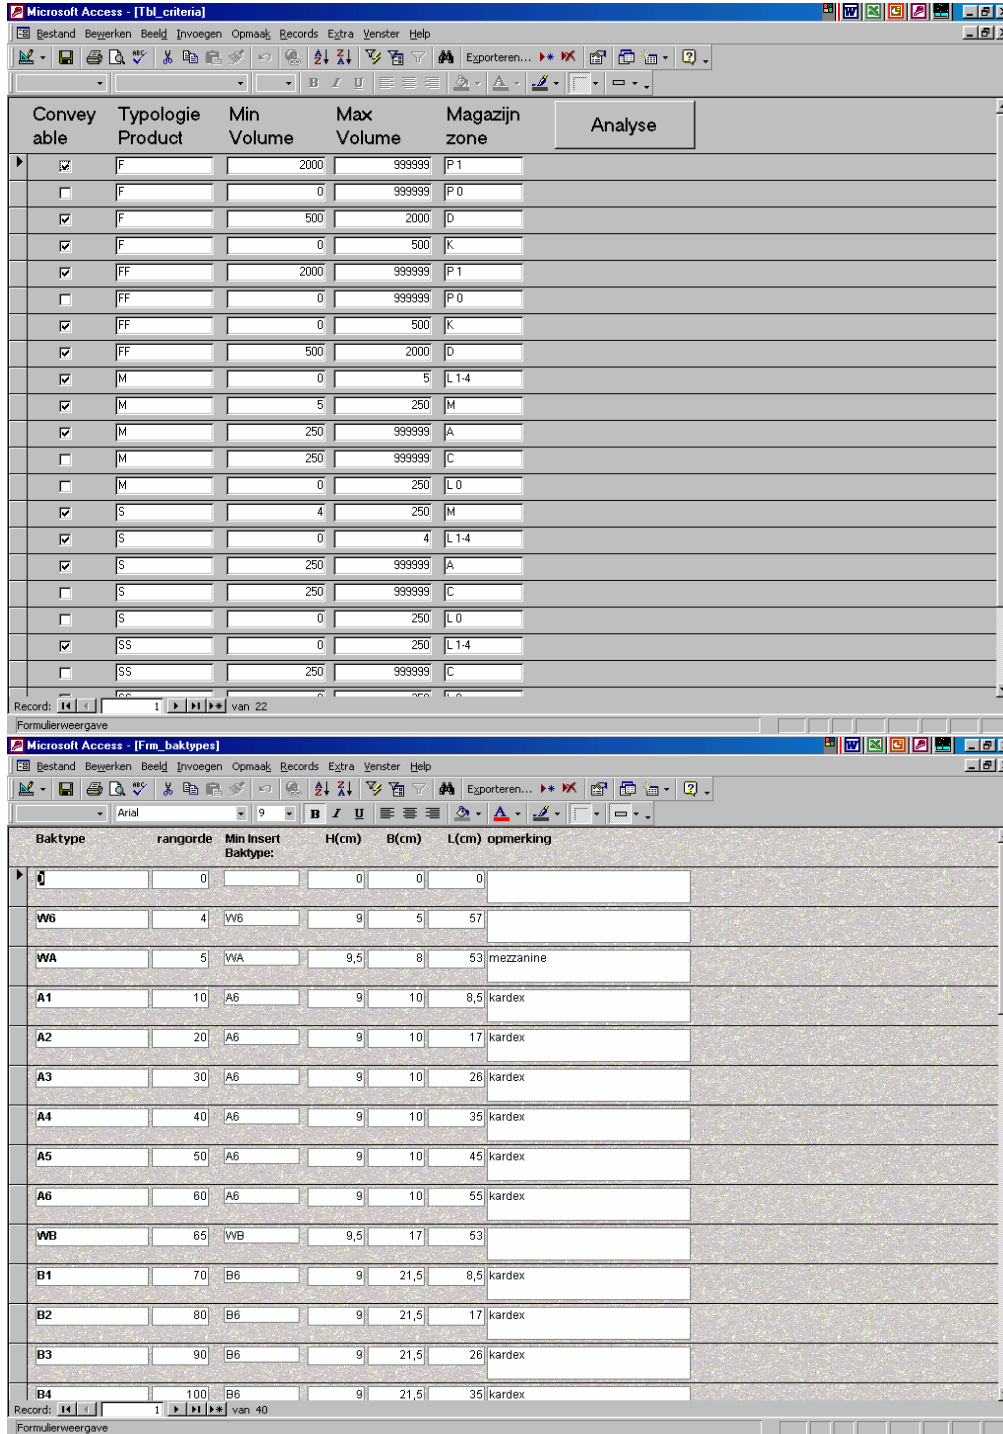 Microsoft Access - [Tbl_criteria]
Bestand Bewerken Beeld Invoegen Opmaak Records Extra Venster Help
Exporteren...
B I U
Convey able Typologie Product Min Volume Max Volume Magazijn zone Analyse
F 2000 999999 P 1
F 0 999999 P 0
F 500 2000 D
F 0 500 K
FF 2000 999999 P 1
FF 0 999999 P 0
FF 0 500 K
FF 500 2000 D
M 0 5 L 1-4
M 5 250 M
M 250 999999 A
M 250 999999 C
M 0 250 L 0
S 4 250 M
S 0 4 L 1-4
S 250 999999 A
S 250 999999 C
S 0 250 L 0
SS 0 250 L 1-4
SS 250 999999 C
SS 0 250 L 0
Record: 1 van 22
Formulierweergave
Microsoft Access - [Frm_baktypes]
Bestand Bewerken Beeld Invoegen Opmaak Records Extra Venster Help
Exporteren...
Arial 9 B I U
Baktype rangorde Min Insert Baktype: H(cm) B(cm) L(cm) opmerking
0 0 0 0 0
W6 4 W6 9 5 57
WA 5 WA 9,5 8 53 mezzanine
A1 10 A6 9 10 8,5 kardex
A2 20 A6 9 10 17 kardex
A3 30 A6 9 10 26 kardex
A4 40 A6 9 10 35 kardex
A5 50 A6 9 10 45 kardex
A6 60 A6 9 10 55 kardex
WB 65 WB 9,5 17 53
B1 70 B6 9 21,5 8,5 kardex
B2 80 B6 9 21,5 17 kardex
B3 90 B6 9 21,5 26 kardex
B4 100 B6 9 21,5 35 kardex
Record: 1 van 40
Formulierweergave